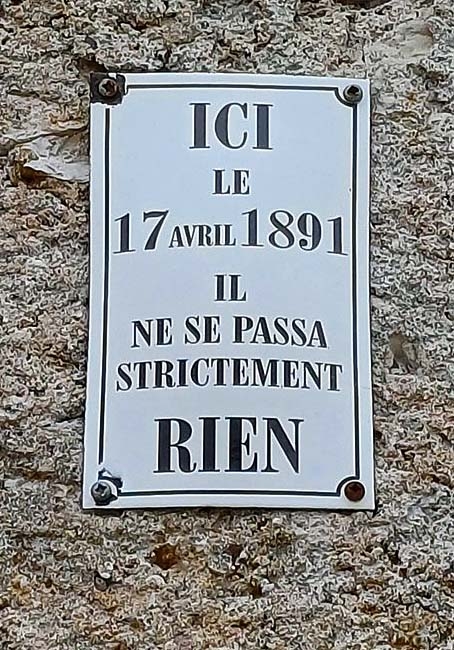 ICI
LE
17 AVRIL 1891
IL
NE SE PASSA
STRICTEMENT
RIEN